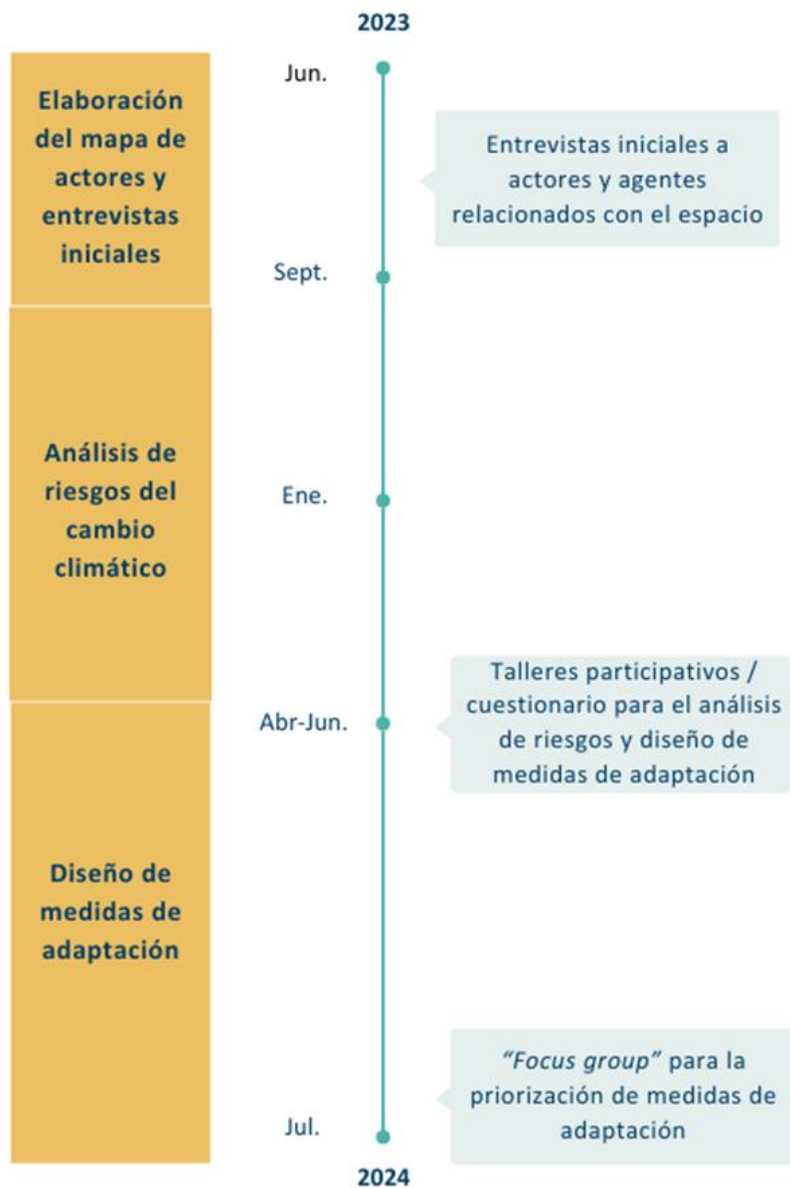 2023
Jun.
Elaboración
del mapa de
actores y
entrevistas
iniciales
Entrevistas iniciales a
actores y agentes
relacionados con el espacio
Sept.
Análisis de
riesgos del
cambio
climático
Ene.
Talleres participativos /
cuestionario para el análisis
de riesgos y diseño de
medidas de adaptación
Abr-Jun.
Diseño de
medidas de
adaptación
“Focus group” para la
priorización de medidas de
adaptación
Jul.
2024